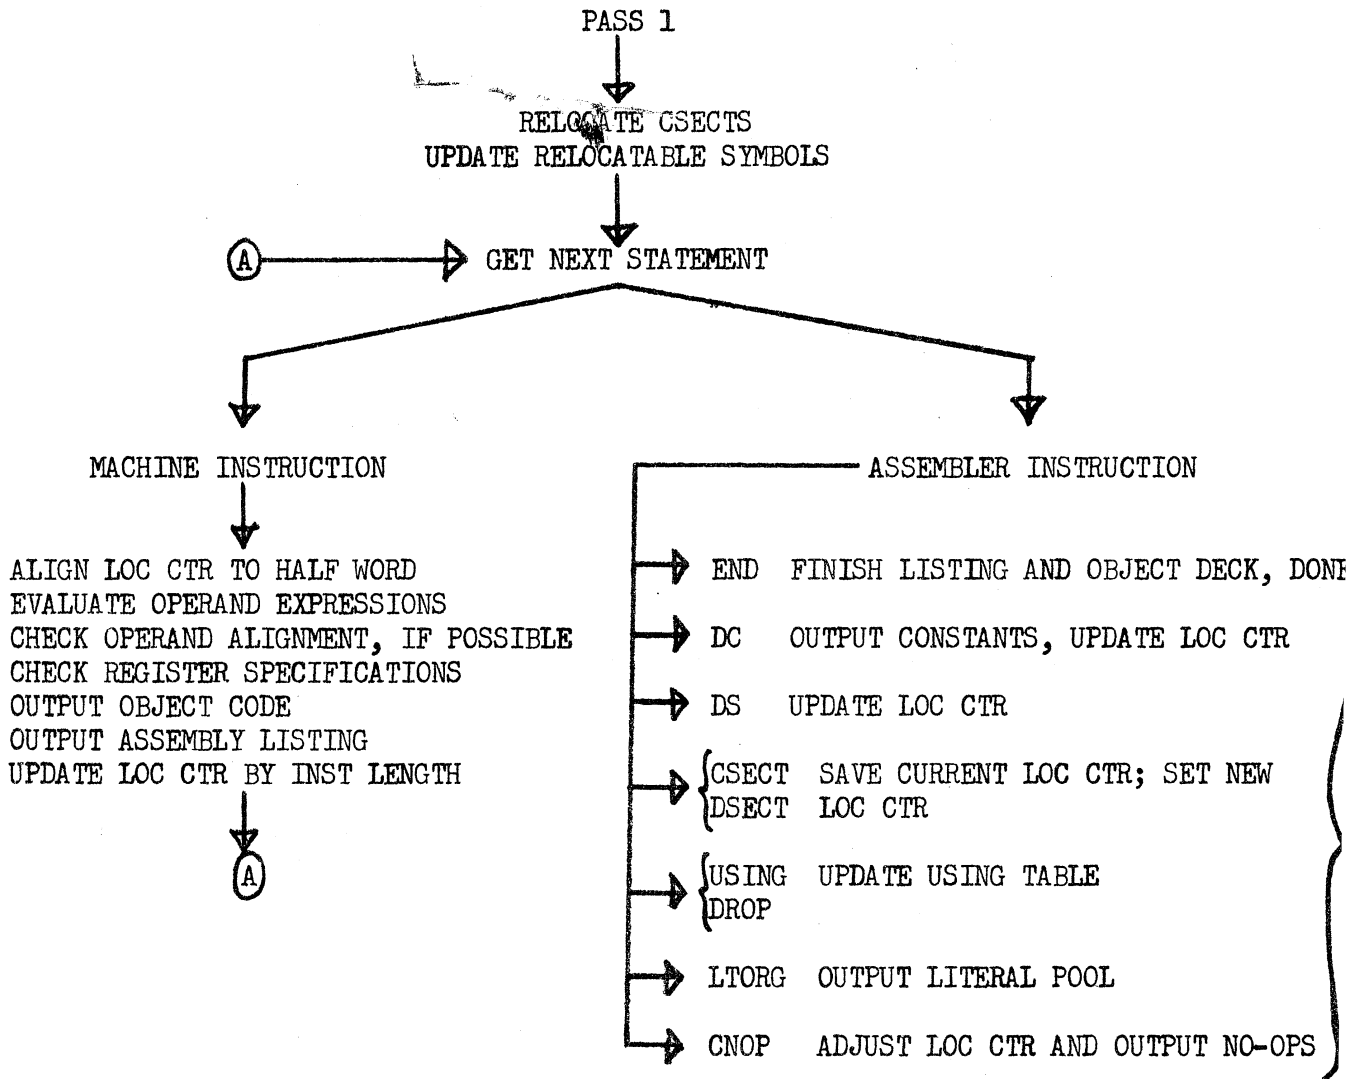 PASS 1
RELOCATE CSECTS
UPDATE RELOCATABLE SYMBOLS
A
GET NEXT STATEMENT
MACHINE INSTRUCTION
ALIGN LOC CTR TO HALF WORD
EVALUATE OPERAND EXPRESSIONS
CHECK OPERAND ALIGNMENT, IF POSSIBLE
CHECK REGISTER SPECIFICATIONS
OUTPUT OBJECT CODE
OUTPUT ASSEMBLY LISTING
UPDATE LOC CTR BY INST LENGTH
A
ASSEMBLER INSTRUCTION
END FINISH LISTING AND OBJECT DECK, DONE
DC OUTPUT CONSTANTS, UPDATE LOC CTR
DS UPDATE LOC CTR
CSECT SAVE CURRENT LOC CTR; SET NEW
DSECT LOC CTR
USING UPDATE USING TABLE
DROP
LTORG OUTPUT LITERAL POOL
CNOP ADJUST LOC CTR AND OUTPUT NO-OPS